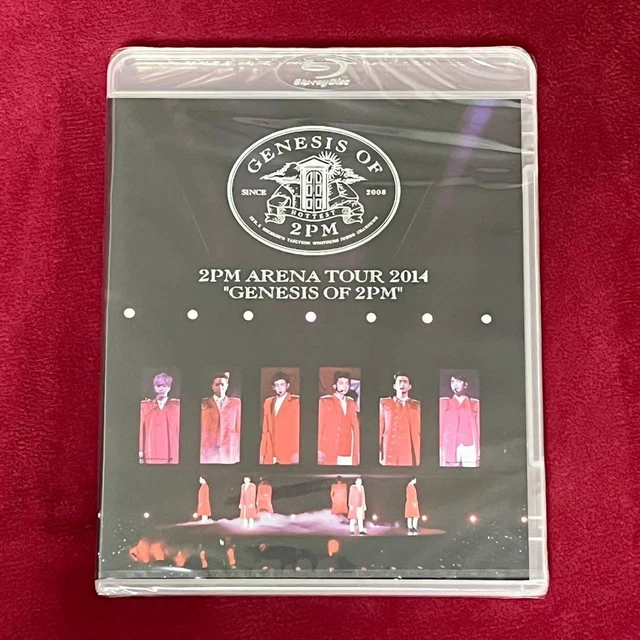 Blu-ray Disc
GENESIS OF
SINCE 2008
HOTTEST
2PM
2PM ARENA TOUR 2014
"GENESIS OF 2PM"